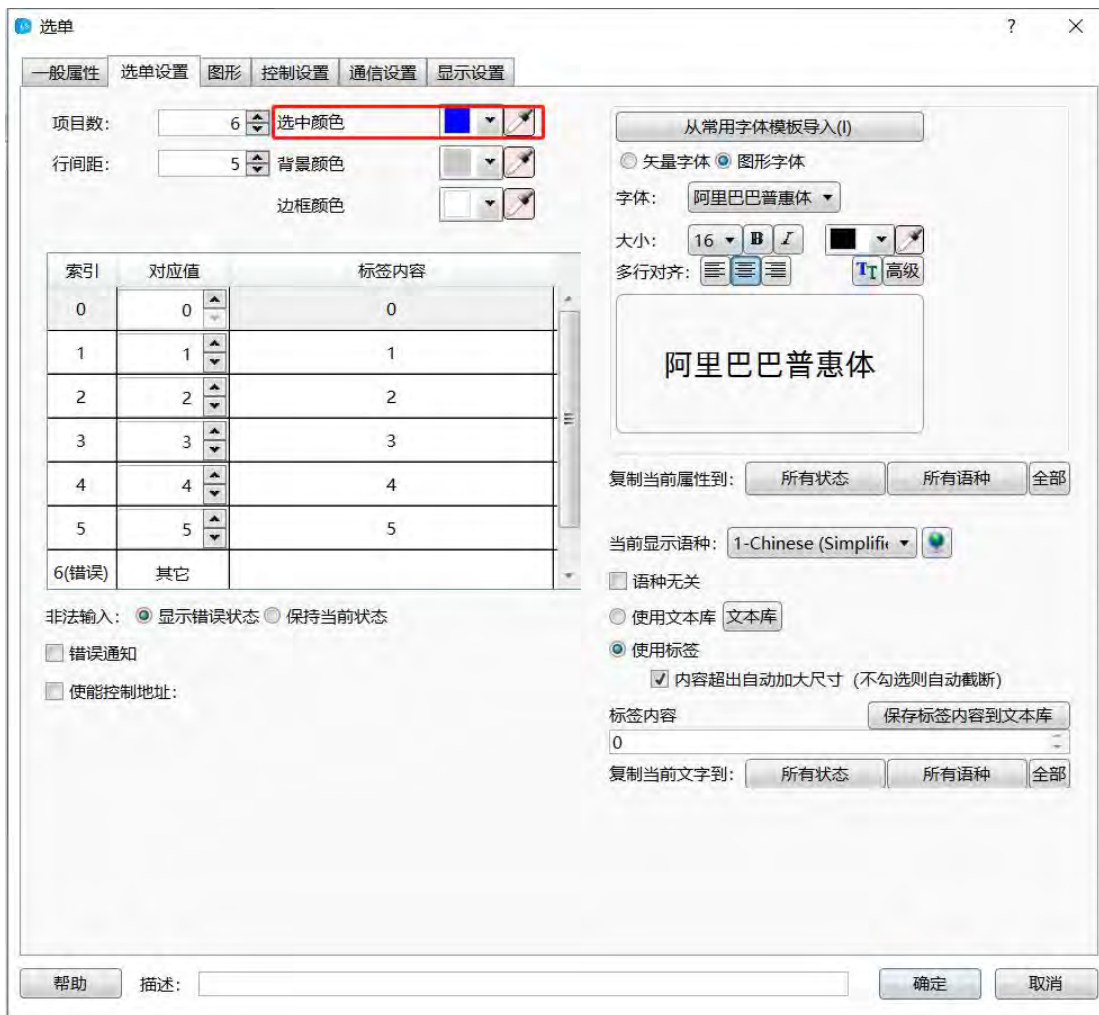 选单
一般属性 选单设置 图形 控制设置 通信设置 显示设置
项目数: 6 选中颜色
行间距: 5 背景颜色
边框颜色
索引 对应值 标签内容
0 0 0
1 1 1
2 2 2
3 3 3
4 4 4
5 5 5
6(错误) 其它
非法输入: 显示错误状态 保持当前状态
错误通知
使能控制地址:
从常用字体模板导入(I)
矢量字体 图形字体
字体: 阿里巴巴普惠体
大小: 16 B I
多行对齐: TT 高级
阿里巴巴普惠体
复制当前属性到: 所有状态 所有语种 全部
当前显示语种: 1-Chinese (Simplifi
语种无关
使用文本库 文本库
使用标签
内容超出自动加大尺寸 (不勾选则自动截断)
标签内容 保存标签内容到文本库
0
复制当前文字到: 所有状态 所有语种 全部
帮助 描述: 确定 取消